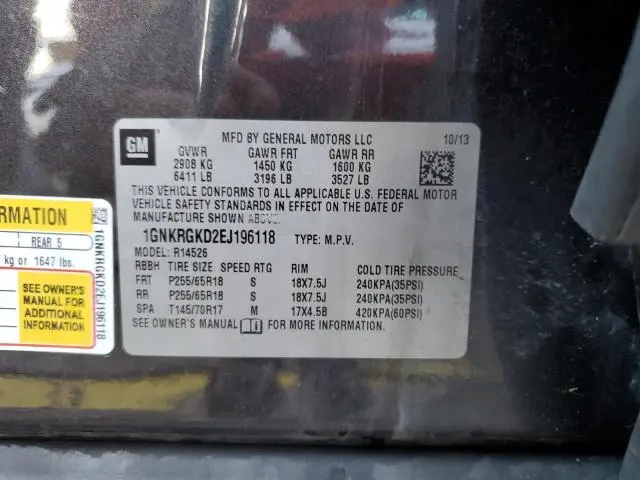 GM
MFD BY GENERAL MOTORS LLC 10/13
GVWR GAWR FRT GAWR RR
2908 KG 1450 KG 1600 KG
6411 LB 3196 LB 3527 LB
THIS VEHICLE CONFORMS TO ALL APPLICABLE U.S. FEDERAL MOTOR
VEHICLE SAFETY STANDARDS IN EFFECT ON THE DATE OF
MANUFACTURE SHOWN ABOVE.
1GNKRGKD2EJ196118 TYPE: M.P.V.
MODEL: R14526
RBBH TIRE SIZE SPEED RTG RIM COLD TIRE PRESSURE
FRT P255/65R18 S 18X7.5J 240KPA(35PSI)
RR P255/65R18 S 18X7.5J 240KPA(35PSI)
SPA T145/70R17 M 17X4.5B 420KPA(60PSI)
SEE OWNER'S MANUAL FOR MORE INFORMATION
RMATION
REAR 5
kg or 1647 lbs.
SEE OWNER'S
MANUAL FOR
ADDITIONAL
INFORMATION
1GNKRGKD2EJ196118